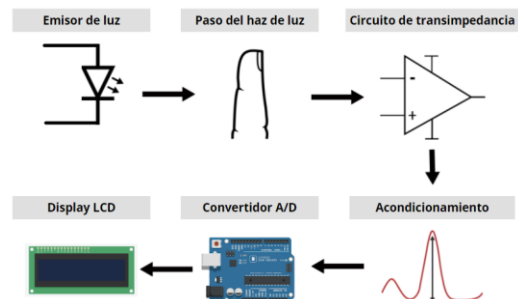 Emisor de luz
Paso del haz de luz
Circuito de transimpedancia
-
+
Display LCD
Convertidor A/D
Acondicionamiento